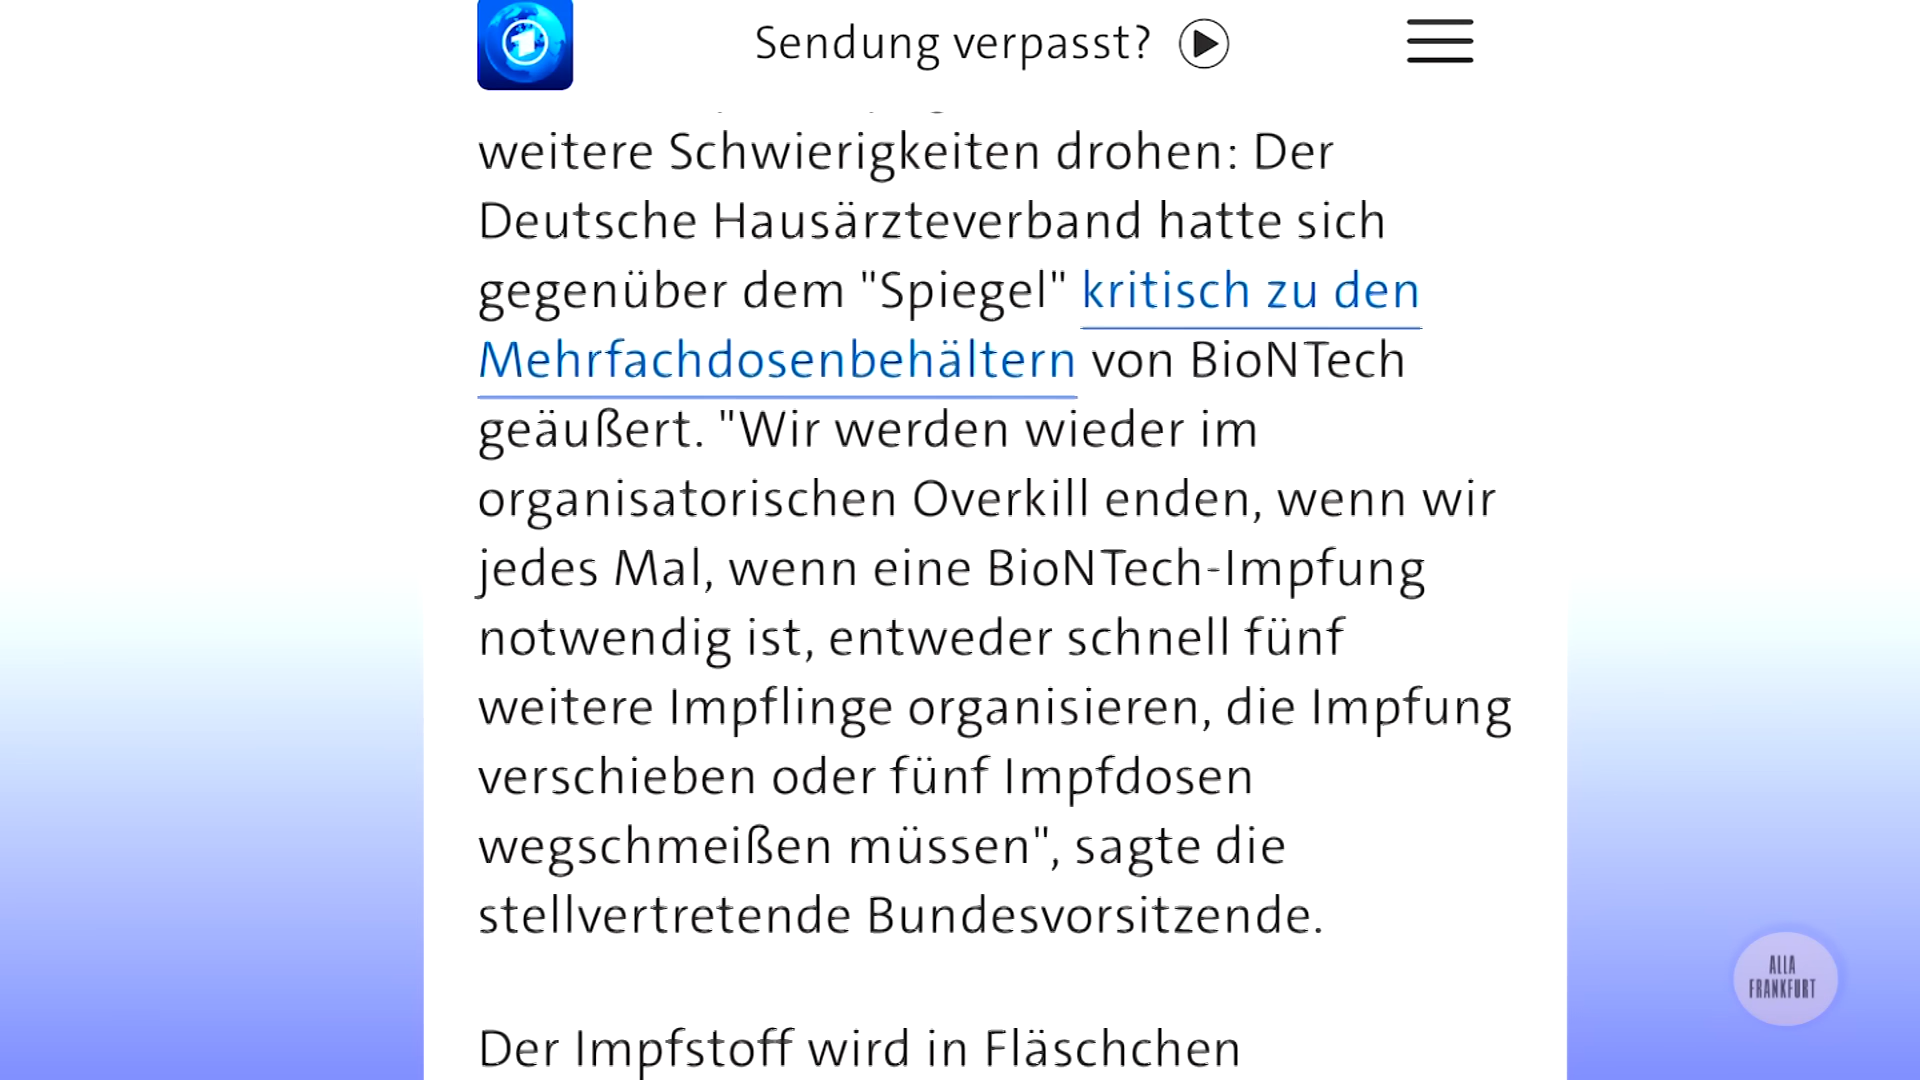 Sendung verpasst?
weitere Schwierigkeiten drohen: Der
Deutsche Hausärzteverband hatte sich
gegenüber dem "Spiegel" kritisch zu den
Mehrfachdosenbehältern von BioNTech
geäußert. "Wir werden wieder im
organisatorischen Overkill enden, wenn wir
jedes Mal, wenn eine BioNTech-Impfung
notwendig ist, entweder schnell fünf
weitere Impflinge organisieren, die Impfung
verschieben oder fünf Impfdosen
wegschmeißen müssen", sagte die
stellvertretende Bundesvorsitzende.
Der Impfstoff wird in Fläschchen
ALLA
FRANKFURT